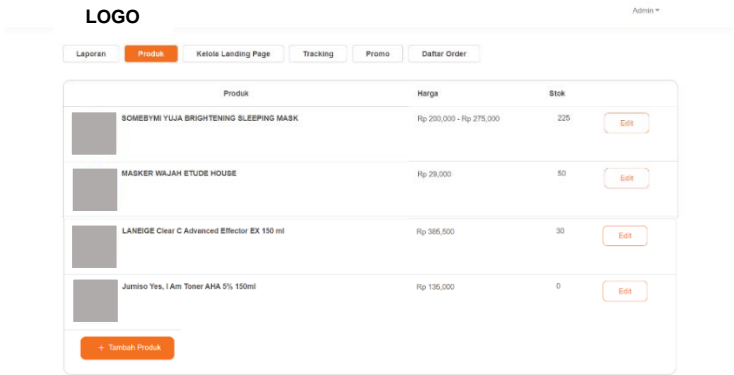 LOGO
Admin
Laporan Produk Kelola Landing Page Tracking Promo Daftar Order
Produk Harga Stok
SOMEBYMI YUJA BRIGHTENING SLEEPING MASK Rp 200,000 - Rp 275,000 225 Edit
MASKER WAJAH ETUDE HOUSE Rp 29,000 50 Edit
LANEIGE Clear C Advanced Effector EX 150 ml Rp 385,500 30 Edit
Jumiso Yes, I Am Toner AHA 5% 150ml Rp 135,000 0 Edit
+ Tambah Produk